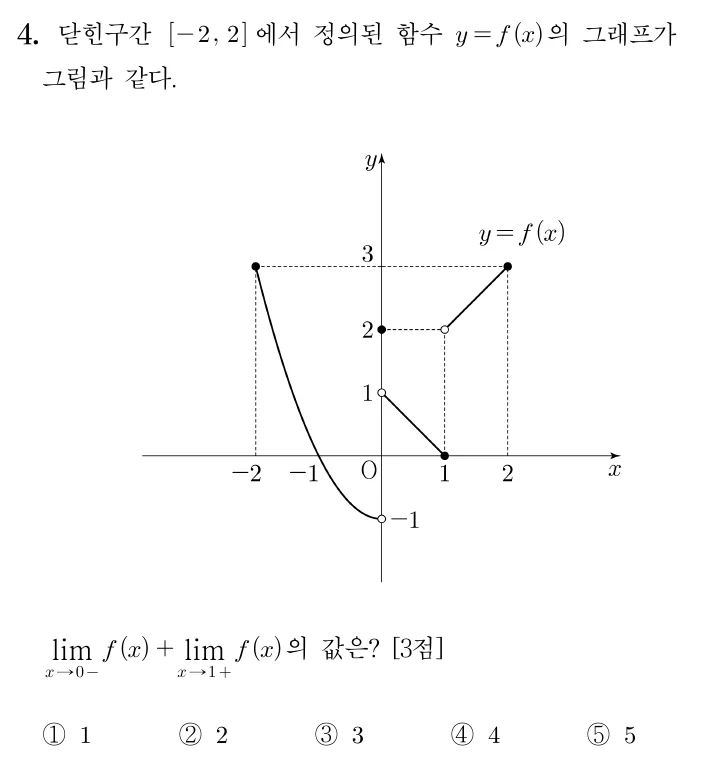 4. 닫힌구간 [−2, 2]에서 정의된 함수 y=f(x)의 그래프가
그림과 같다.
y
y=f(x)
3
2
1
−2 −1 O 1 2 x
−1
lim f(x)+lim f(x)의 값은? [3점]
x→0− x→1+
① 1 ② 2 ③ 3 ④ 4 ⑤ 5